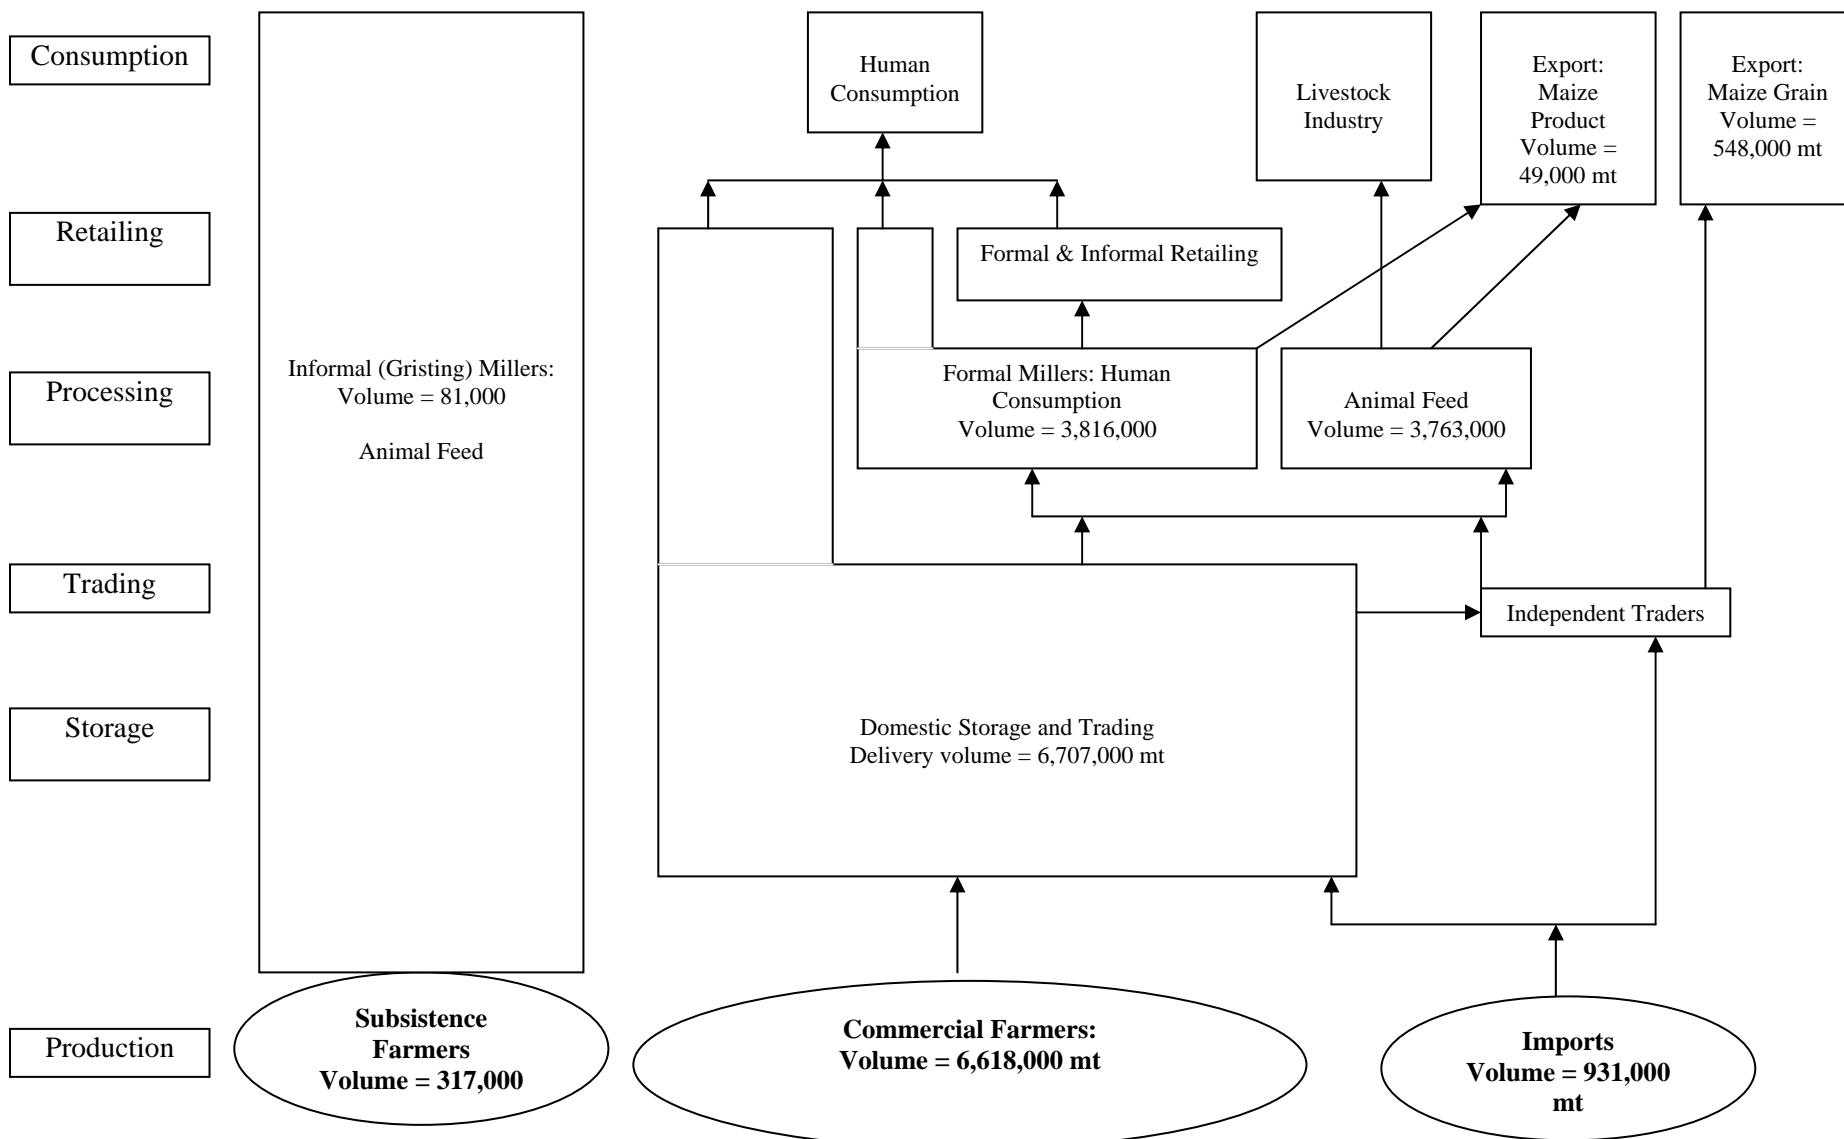 Consumption
Human
Consumption
Livestock
Industry
Export:
Maize
Product
Volume =
49,000 mt
Export:
Maize Grain
Volume =
548,000 mt
Retailing
Formal & Informal Retailing
Processing
Informal (Gristing) Millers:
Volume = 81,000
Animal Feed
Formal Millers: Human
Consumption
Volume = 3,816,000
Animal Feed
Volume = 3,763,000
Trading
Independent Traders
Storage
Domestic Storage and Trading
Delivery volume = 6,707,000 mt
Production
Subsistence
Farmers
Volume = 317,000
Commercial Farmers:
Volume = 6,618,000 mt
Imports
Volume = 931,000
mt